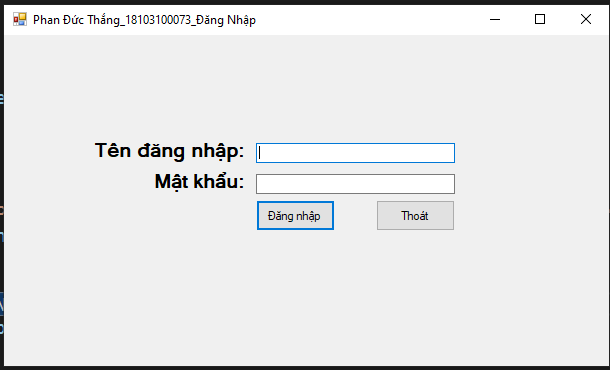 Phan Đức Thắng_18103100073_Đăng Nhập
Tên đăng nhập:
Mật khẩu:
Đăng nhập
Thoát